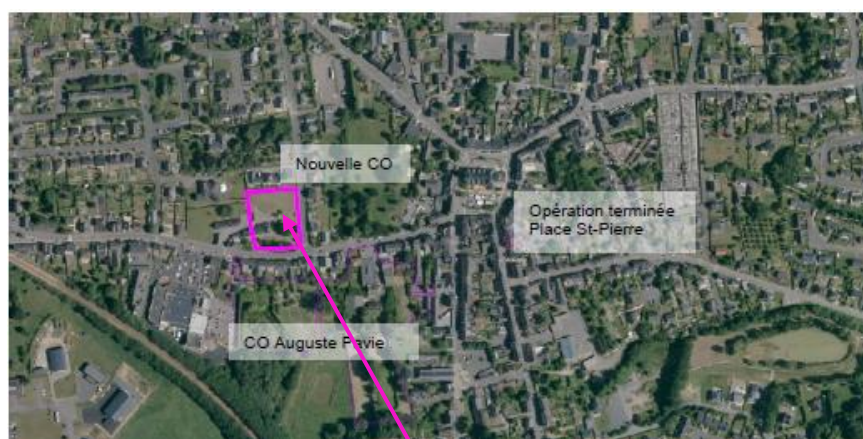 Nouvelle CO
Opération terminée
Place St-Pierre
CO Auguste Pavie